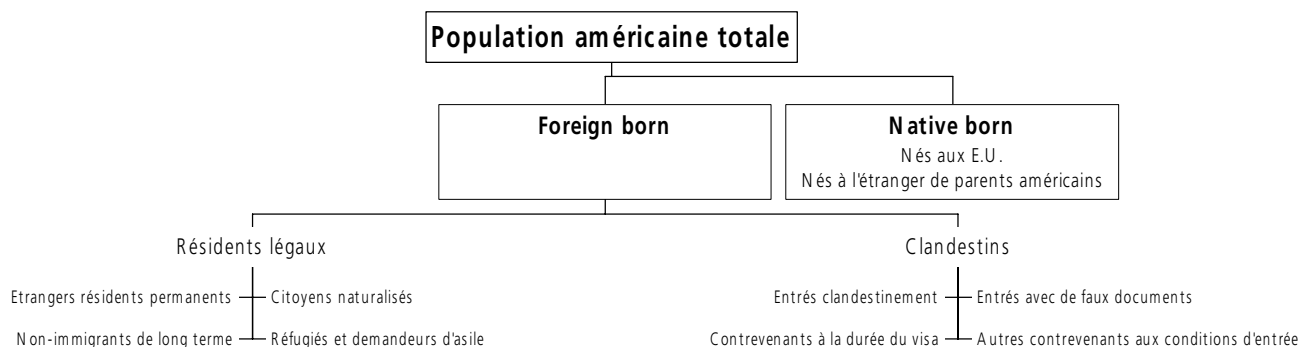 Population américaine totale
Foreign born
Native born
Nés aux E.U.
Nés à l'étranger de parents américains
Résidents légaux
Clandestins
Etrangers résidents permanents
Citoyens naturalisés
Entrés clandestinement
Entrés avec de faux documents
Non-immigrants de long terme
Réfugiés et demandeurs d'asile
Contrevenants à la durée du visa
Autres contrevenants aux conditions d'entrée